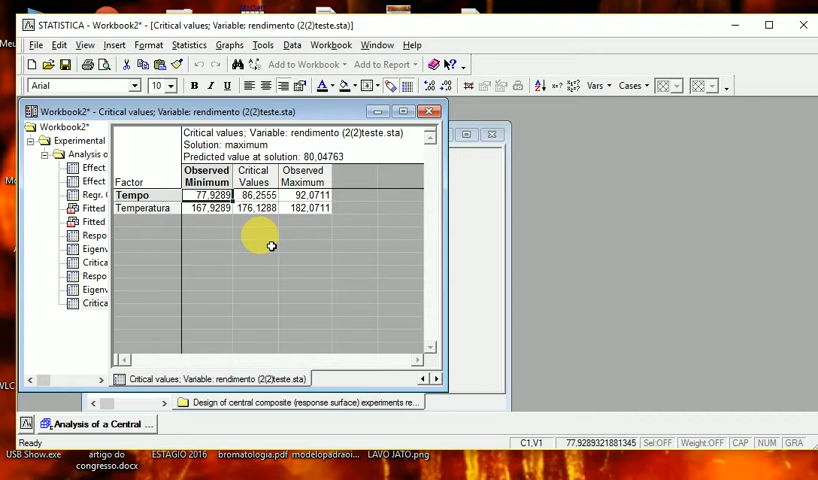 STATISTICA - Workbook2* - [Critical values; Variable: rendimento (2(2)teste.sta)]
File Edit View Insert Format Statistics Graphs Tools Data Workbook Window Help
Add to Workbook Add to Report
Arial 10 B I U Vars Cases
Workbook2* - Critical values; Variable: rendimento (2(2)teste.sta)
Workbook2*
Experimental
Analysis o
Effect
Effect
Regr. 
Fitted
Fitted
Respo
Eigenv
Critica
Respo
Eigenv
Critica
Critical values; Variable: rendimento (2(2)teste.sta)
Solution: maximum
Predicted value at solution: 80,04763
Factor Observed Minimum Critical Values Observed Maximum
Tempo 77,9289 86,2555 92,0711
Temperatura 167,9289 176,1288 182,0711
Critical values; Variable: rendimento (2(2)teste.sta)
Design of central composite (response surface) experiments re...
Analysis of a Central ...
Ready C1,V1 77,9289321881345 Sel:OFF Weight:OFF CAP NUM GRA
USB Show.exe artigo do congresso.docx ESTAGIO 2016 bromatologia.pdf modelopadraoi... LAVO JATO.png